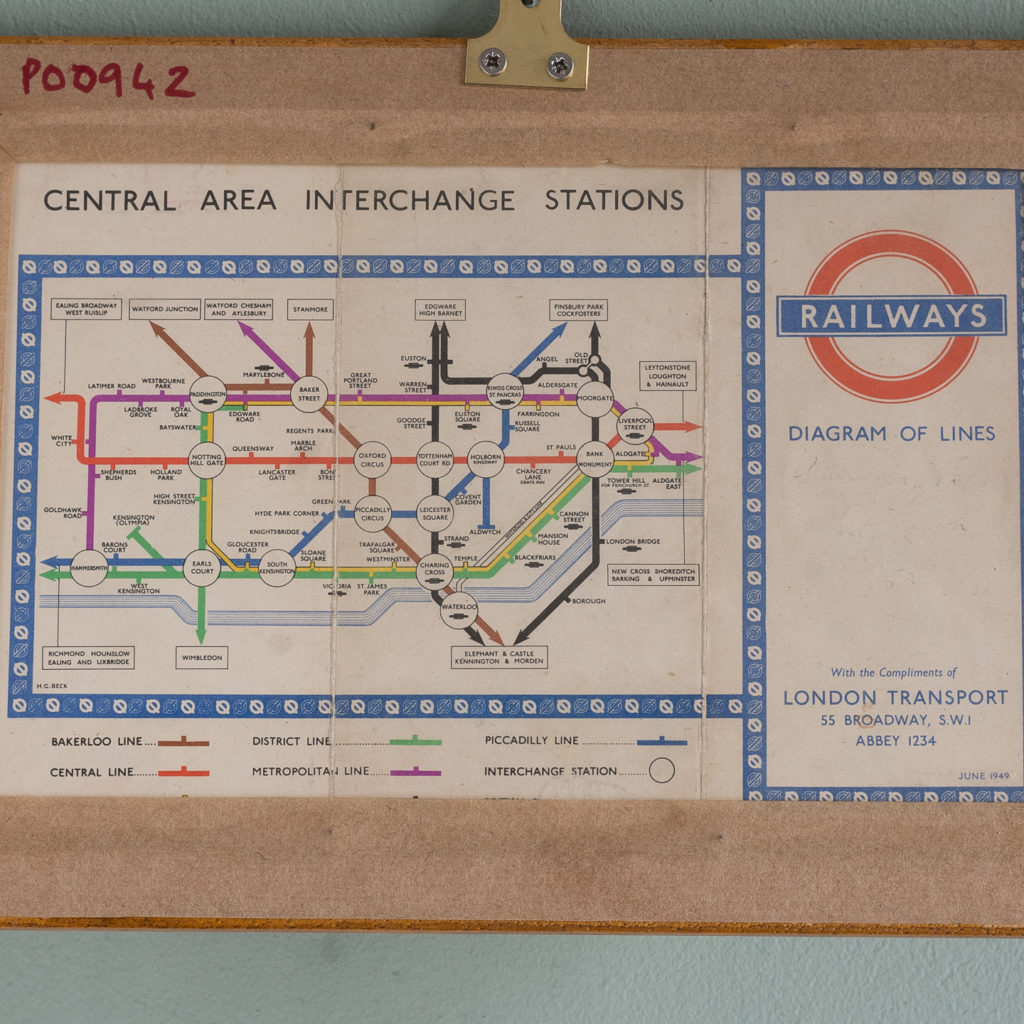 P00942
CENTRAL AREA INTERCHANGE STATIONS
EALING BROADWAY
WEST RUISLIP
WATFORD JUNCTION
WATFORD CHESHAM
AND AYLESBURY
STANMORE
EDGWARE
HIGH BARNET
FINSBURY PARK
COCKFOSTERS
LEYTONSTONE
LOUGHTON
& HAINAULT
MARYLEBONE
EUSTON
ANGEL
OLD
STREET
LATIMER ROAD
WESTBOURNE
PARK
PADDINGTON
BAKER
STREET
GREAT
PORTLAND
STREET
WARREN
STREET
KINGS CROSS
ST. PANCRAS
ALDERSGATE
MOORGATE
LADBROKE
GROVE
ROYAL
OAK
EDGWARE
ROAD
BAYSWATER
REGENTS PARK
GOODGE
STREET
EUSTON
SQUARE
RUSSELL
SQUARE
FARRINGDON
LIVERPOOL
STREET
WHITE
CITY
NOTTING
HILL GATE
QUEENSWAY
MARBLE
ARCH
OXFORD
CIRCUS
TOTTENHAM
COURT RD
HOLBORN
KINGSWAY
ST. PAULS
BANK
MONUMENT
ALDGATE
SHEPHERDS
BUSH
HOLLAND
PARK
LANCASTER
GATE
CHANCERY
LANE
GRAYS INN
TOWER HILL
FOR FENCHURCH ST
ALDGATE
EAST
HIGH STREET
KENSINGTON
GOLDHAWK
ROAD
KENSINGTON
(OLYMPIA)
HYDE PARK CORNER
PICCADILLY
CIRCUS
LEICESTER
SQUARE
COVENT
GARDEN
ALDWYCH
KNIGHTSBRIDGE
CANNON
STREET
MANSION
HOUSE
LONDON BRIDGE
BARONS
COURT
HAMMERSMITH
EARLS
COURT
GLOUCESTER
ROAD
SOUTH
KENSINGTON
SLOANE
SQUARE
TRAFALGAR
SQUARE
WESTMINSTER
STRAND
CHARING
CROSS
TEMPLE
BLACKFRIARS
WEST
KENSINGTON
VICTORIA
ST JAMES
PARK
WATERLOO
BOROUGH
NEW CROSS SHOREDITCH
BARKING & UPMINSTER
RICHMOND HOUNSLOW
EALING AND UXBRIDGE
WIMBLEDON
ELEPHANT & CASTLE
KENNINGTON & MORDEN
H.C. BECK
BAKERLOO LINE
DISTRICT LINE
PICCADILLY LINE
CENTRAL LINE
METROPOLITAN LINE
INTERCHANGE STATION
RAILWAYS
DIAGRAM OF LINES
With the Compliments of
LONDON TRANSPORT
55 BROADWAY, S.W.1
ABBEY 1234
JUNE 1949